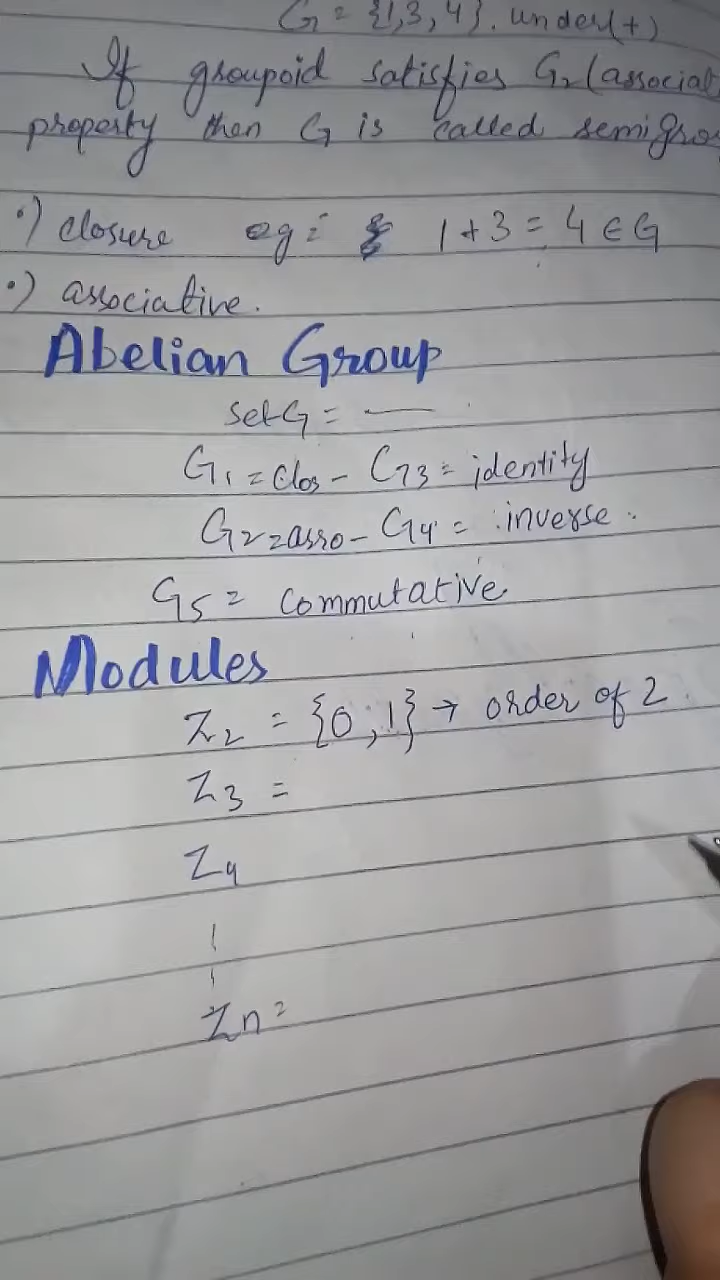 G = {1,3,4}. under(+)
If groupoid satisfies G₂ (associat
property then G is called semigro
•) closure eg: 1+3 = 4 ∈ G
•) associative.
Abelian Group
set G = —
G₁ = clos - G3 = identity
G₂ = asso - G4 = inverse.
G5 = commutative
Modules
Z₂ = {0,1} → order of 2.
Z3 =
Z4
Zn =